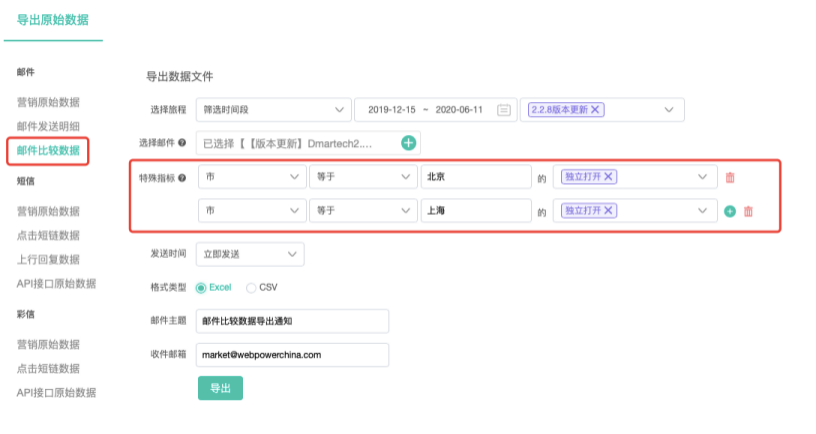 导出原始数据
邮件
营销原始数据
邮件发送明细
邮件比较数据
短信
营销原始数据
点击短链数据
上行回复数据
API接口原始数据
彩信
营销原始数据
点击短链数据
API接口原始数据
导出数据文件
选择旅程 筛选时间段 2019-12-15 ~ 2020-06-11 2.2.8版本更新
选择邮件 已选择【【版本更新】Dmartech2....
特殊指标 市 等于 北京 的 独立打开
市 等于 上海 的 独立打开
发送时间 立即发送
格式类型 Excel CSV
邮件主题 邮件比较数据导出通知
收件邮箱 market@webpowerchina.com
导出